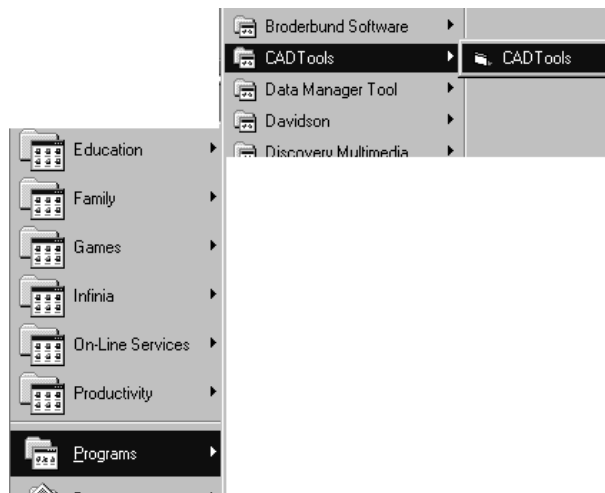 Broderbund Software
CADTools
CADTools
Data Manager Tool
Davidson
Discovery Multimedia
Education
Family
Games
Infinia
On-Line Services
Productivity
Programs